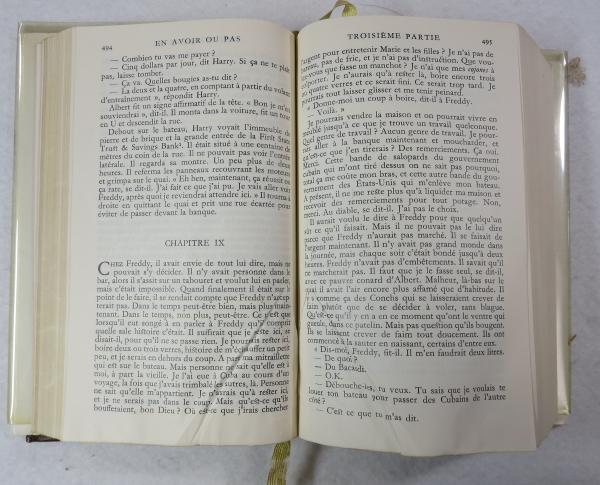 494
EN AVOIR OU PAS
— Combien tu vas me payer ?
— Cinq dollars par jour, dit Harry. Si ça ne te plaît
pas, laisse tomber.
— Ça va. Quelles bougies as-tu dit ?
— La deux et la quatre, en comptant à partir du volant
d'entraînement », répondit Harry.
Albert fit un signe affirmatif de la tête. « Bon je m'en
souviendrai », dit-il. Il monta dans la voiture, fit un tour
en U et descendit la rue.
Debout sur le bateau, Harry voyait l'immeuble de
pierre et de brique et la grande entrée de la First State
Trust & Savings Bank¹. Il était situé à une centaine de
mètres du coin de la rue. Il ne pouvait pas voir l'entrée
latérale. Il regarda sa montre. Un peu plus de deux
heures. Il referma les panneaux recouvrant les moteurs
et grimpa sur le quai. « Eh ben, maintenant, ça réussit ou
ça rate, se dit-il. J'ai fait ce que j'ai pu. Je vais aller voir
Freddy, après quoi je reviendrai attendre ici. » Il tourna à
droite en quittant le quai et prit une rue écartée pour
éviter de passer devant la banque.
CHAPITRE IX
Chez Freddy, il avait envie de tout lui dire, mais ne
pouvait s'y décider. Il n'y avait personne dans le
bar, alors il s'assit sur un tabouret et voulut lui en parler,
mais c'était impossible. Quand finalement il était sur
point de le faire, il se rendait compte que Freddy n'accep
terait pas. Dans le temps peut-être bien, mais plus main-
tenant. Dans le temps, non plus, peut-être. Ce n'est que
lorsqu'il eut songé à en parler à Freddy qu'il comprit
quelle sale histoire c'était. Il suffirait que je reste ici, se
disait-il, pour qu'il ne se passe rien. Je pourrais rester ici,
boire deux ou trois verres, histoire de m'échauffer un petit
peu, et je serais en dehors du coup. A part ma mitraillette
qui est sur le bateau. Mais personne ne sait qu'elle est à
moi, à part la vieille. Je l'ai eue à Cuba au cours d'un
voyage, la fois que j'avais trimbalé les autres, là. Personne
ne sait qu'elle m'appartient. Je n'aurais qu'à rester ici,
et je ne serais pas dans le coup. Mais qu'est-ce qu'ils
boufferaient, bon Dieu ? Où est-ce que j'irais chercher
TROISIÈME PARTIE
495
l'argent pour entretenir Marie et les filles ? Je n'ai pas de
bateau, pas de fric, et je n'ai pas d'instruction. Que vou-
lez-vous que fasse un manchot ? Je n'ai que mes cojones à
colporter. Je n'aurais qu'à rester là, boire encore trois
ou quatre verres et ce serait fini. Ce serait trop tard. Je
pourrais tout laisser glisser et me tenir peinard.
« Donne-moi un coup à boire, dit-il à Freddy.
— Voilà. »
Je pourrais vendre la maison et on pourrait vivre en
meublé jusqu'à ce que je trouve un travail quelconque.
Quel genre de travail ? Aucun genre de travail. Je pour-
rais aller à la banque maintenant et mouchardér, et
qu'est-ce que j'en tirerais ? Des remerciements. Ça oui.
Merci. Cette bande de salopards du gouvernement
cubain qui m'ont tiré dessus on ne sait pas pourquoi,
total ça me coûte mon bras, et cette autre bande du gou-
vernement des États-Unis qui m'enlève mon bateau.
A présent, il ne me reste plus qu'à liquider ma maison et
recevoir des remerciements pour tout potage. Non,
merci. Au diable, se dit-il. J'ai pas le choix.
Il aurait voulu le dire à Freddy pour que quelqu'un
sût ce qu'il faisait. Mais il ne pouvait pas le lui dire
parce que Freddy n'aurait pas marché. Il se faisait de
l'argent maintenant. Il n'y avait pas grand monde dans
la journée, mais chaque soir c'était bondé jusqu'à deux
heures. Freddy n'avait pas d'embêtements. Il savait qu'il
ne marcherait pas. Il faut que je le fasse seul, se dit-il,
avec ce pauvre conard d'Albert. Malheur, là-bas sur le
quai il avait l'air encore plus affamé que d'habitude. Il
y a comme ça des Conchs qui se laisseraient crever de
faim plutôt que de se décider à voler, sans blague.
Qu'est-ce qu'il y en a en ce moment qu'ont le ventre qui
gueule, dans ce patelin. Mais pas question qu'ils bougent.
Ils se laissent crever de faim tout doucement. Ils ont
commencé à la sauter en naissant, certains d'entre eux.
« Dis-moi, Freddy, fit-il. Il m'en faudrait deux litres.
— De quoi ?
— Du Bacardi.
— O.K.
— Débouche-les, tu veux. Tu sais que je voulais te
louer ton bateau pour passer des Cubains de l'autre
côté ?
— C'est ce que tu m'as dit.